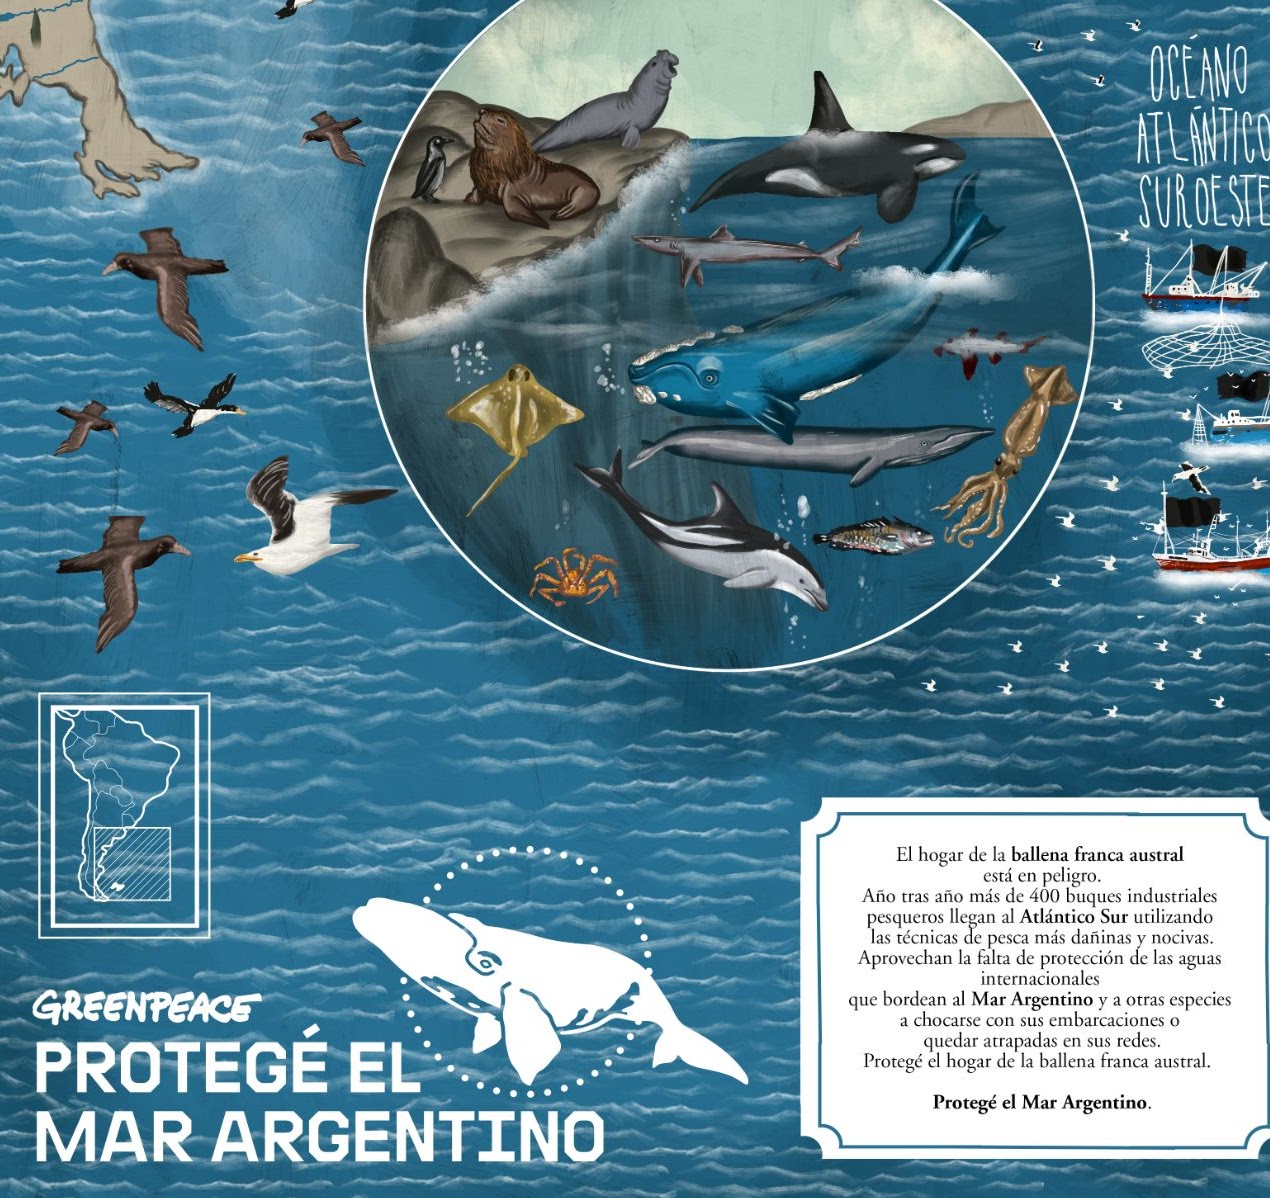 OCÉANO
ATLÁNTICO
SUROESTE
El hogar de la ballena franca austral
está en peligro.
Año tras año más de 400 buques industriales
pesqueros llegan al Atlántico Sur utilizando
las técnicas de pesca más dañinas y nocivas.
Aprovechan la falta de protección de las aguas
internacionales
que bordean al Mar Argentino y a otras especies
a chocarse con sus embarcaciones o
quedar atrapadas en sus redes.
Protegé el hogar de la ballena franca austral.
Protegé el Mar Argentino.
GREENPEACE
PROTEGÉ EL
MAR ARGENTINO